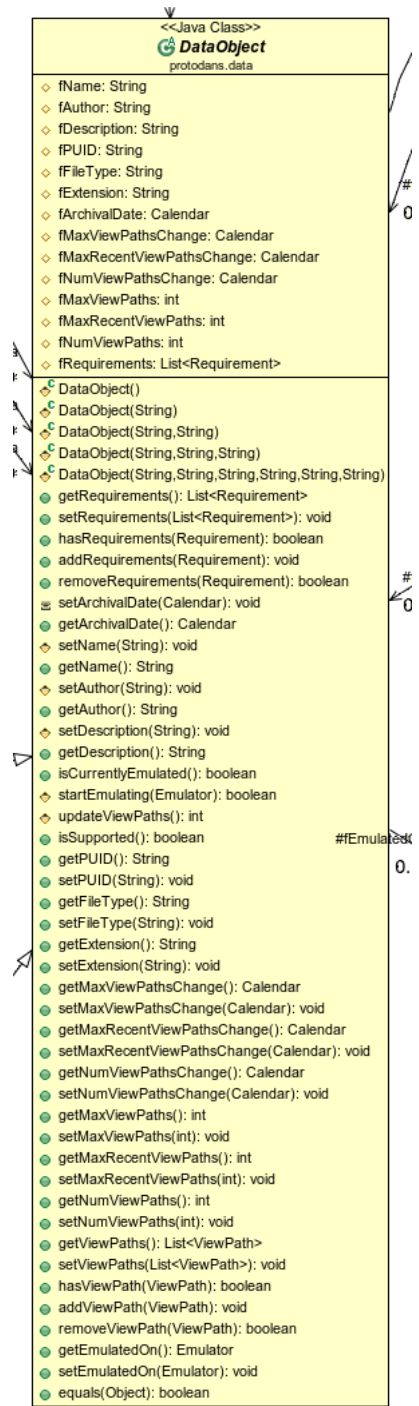 <<Java Class>>
DataObject
protodans.data
fName: String
fAuthor: String
fDescription: String
fPUID: String
fFileType: String
fExtension: String
fArchivalDate: Calendar
fMaxViewPathsChange: Calendar
fMaxRecentViewPathsChange: Calendar
fNumViewPathsChange: Calendar
fMaxViewPaths: int
fMaxRecentViewPaths: int
fNumViewPaths: int
fRequirements: List<Requirement>
DataObject()
DataObject(String)
DataObject(String,String)
DataObject(String,String,String)
DataObject(String,String,String,String,String,String)
getRequirements(): List<Requirement>
setRequirements(List<Requirement>): void
hasRequirements(Requirement): boolean
addRequirements(Requirement): void
removeRequirements(Requirement): boolean
setArchivalDate(Calendar): void
getArchivalDate(): Calendar
setName(String): void
getName(): String
setAuthor(String): void
getAuthor(): String
setDescription(String): void
getDescription(): String
isCurrentlyEmulated(): boolean
startEmulating(Emulator): boolean
updateViewPaths(): int
isSupported(): boolean
getPUID(): String
setPUID(String): void
getFileType(): String
setFileType(String): void
getExtension(): String
setExtension(String): void
getMaxViewPathsChange(): Calendar
setMaxViewPathsChange(Calendar): void
getMaxRecentViewPathsChange(): Calendar
setMaxRecentViewPathsChange(Calendar): void
getNumViewPathsChange(): Calendar
setNumViewPathsChange(Calendar): void
getMaxViewPaths(): int
setMaxViewPaths(int): void
getMaxRecentViewPaths(): int
setMaxRecentViewPaths(int): void
getNumViewPaths(): int
setNumViewPaths(int): void
getViewPaths(): List<ViewPath>
setViewPaths(List<ViewPath>): void
hasViewPath(ViewPath): boolean
addViewPath(ViewPath): void
removeViewPath(ViewPath): boolean
getEmulatedOn(): Emulator
setEmulatedOn(Emulator): void
equals(Object): boolean
#f
0
#f
0
#fEmulatedO
0.